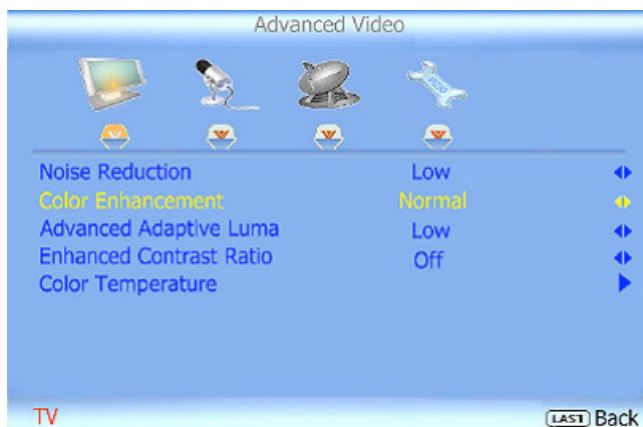 Advanced Video
VIZIO
Noise Reduction Low
Color Enhancement Normal
Advanced Adaptive Luma Low
Enhanced Contrast Ratio Off
Color Temperature
TV
LAST Back